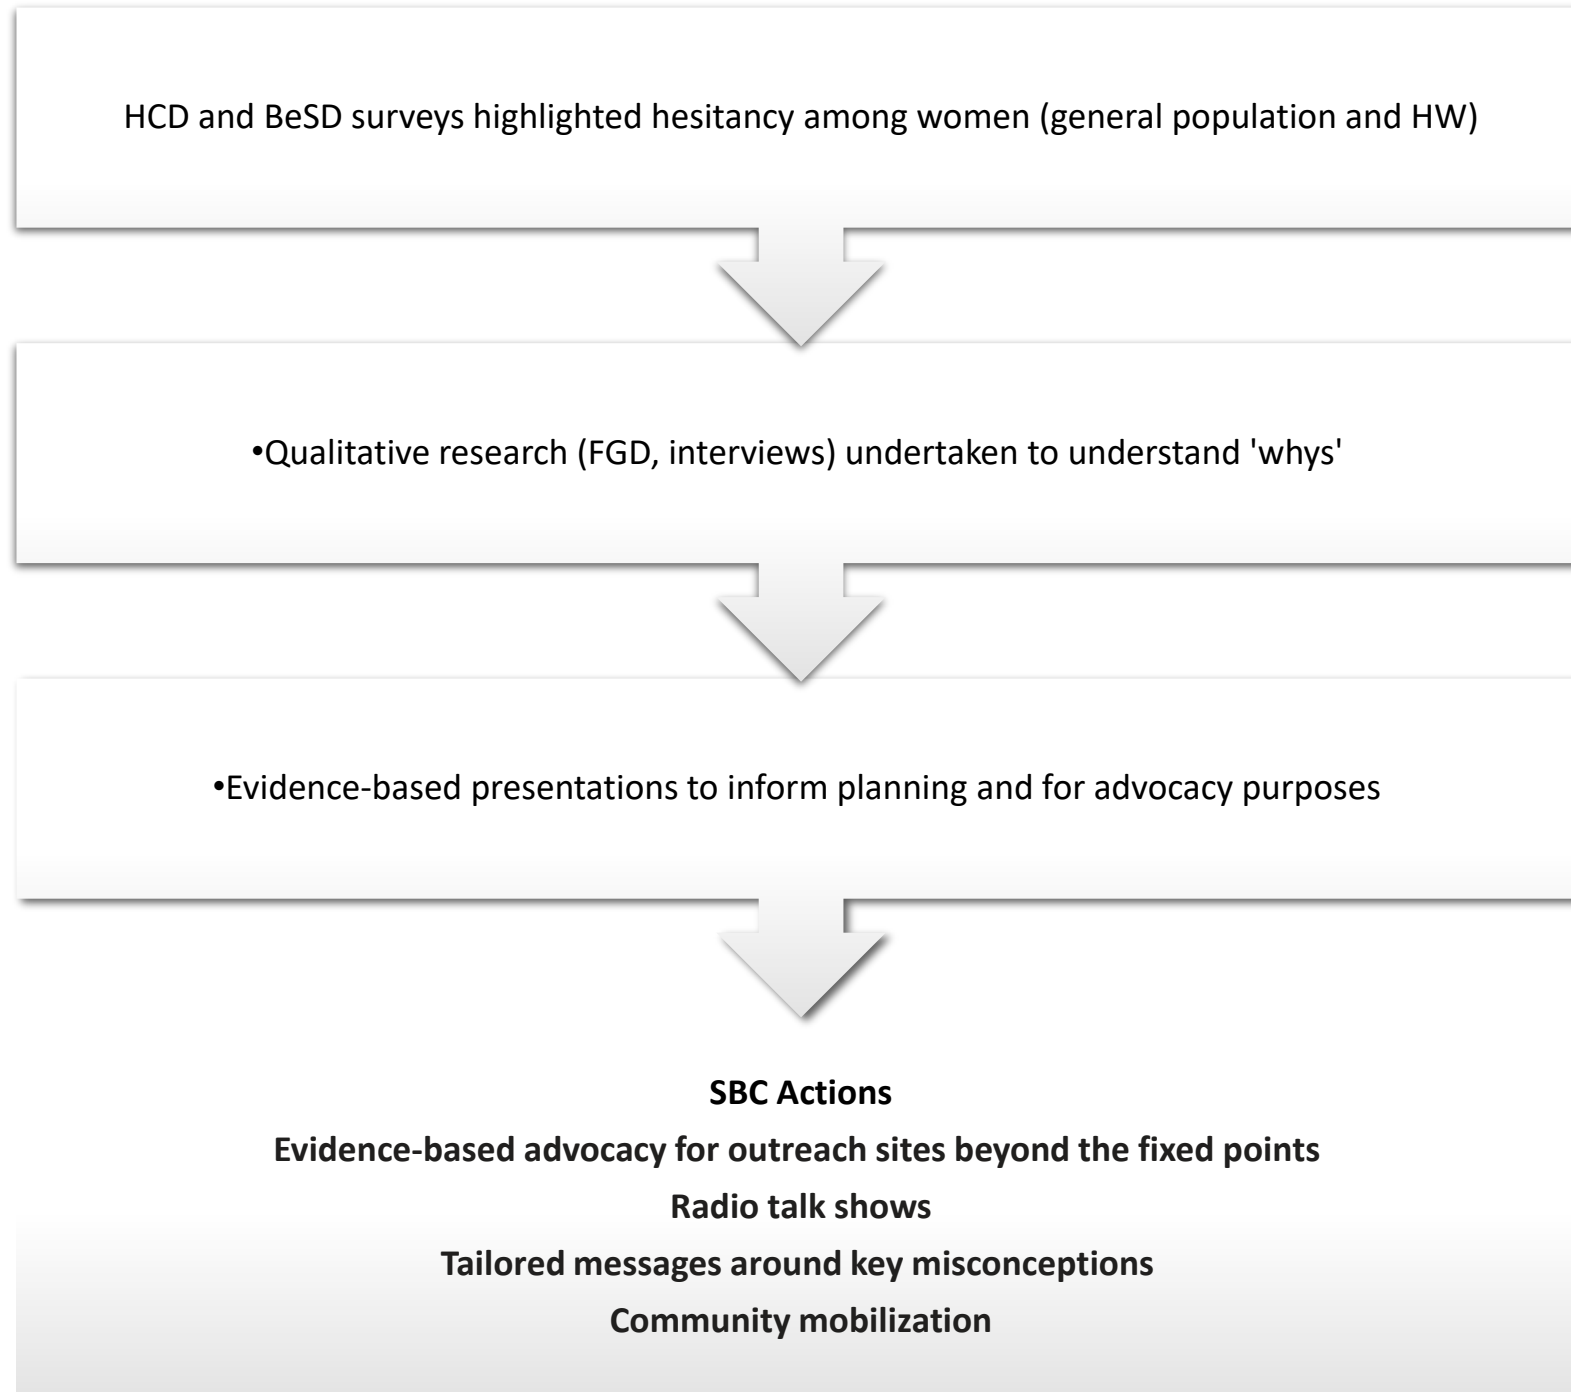 HCD and BeSD surveys highlighted hesitancy among women (general population and HW)
•Qualitative research (FGD, interviews) undertaken to understand 'whys'
•Evidence-based presentations to inform planning and for advocacy purposes
SBC Actions
Evidence-based advocacy for outreach sites beyond the fixed points
Radio talk shows
Tailored messages around key misconceptions
Community mobilization